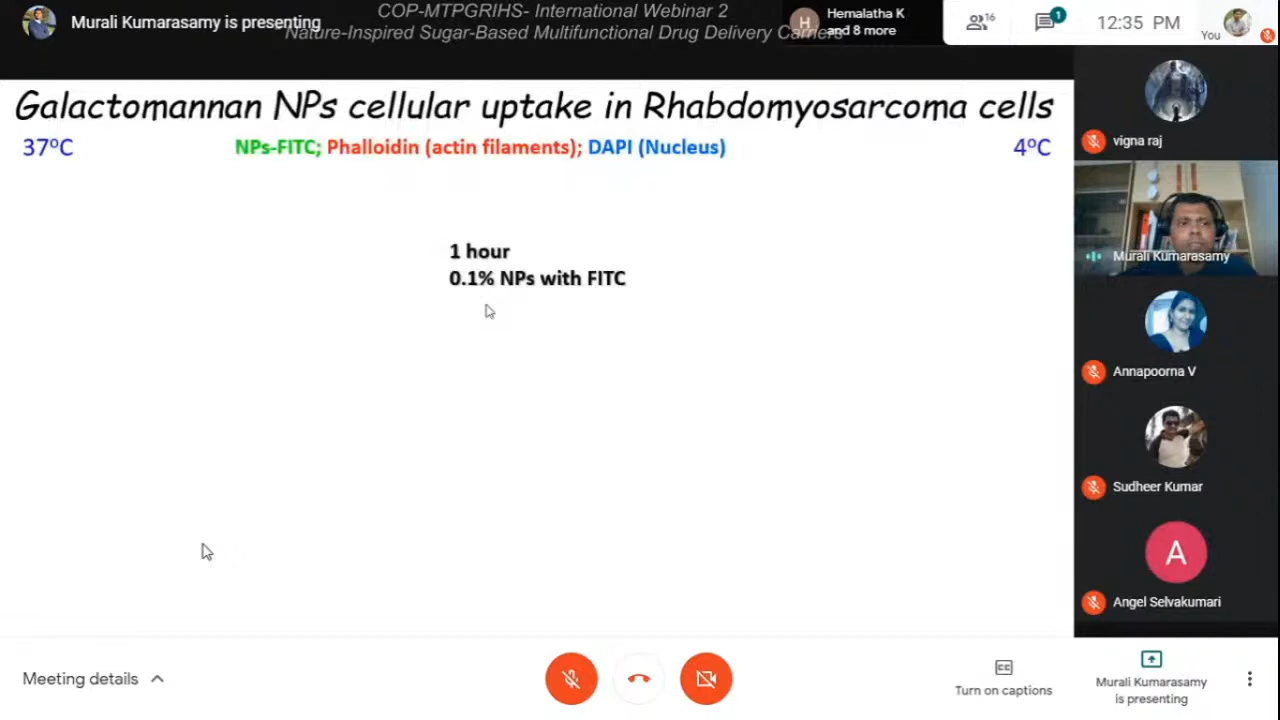 COP-MTPGRIHS- International Webinar 2
Nature-Inspired Sugar-Based Multifunctional Drug Delivery Carriers
Murali Kumarasamy is presenting
Hemalatha K
and 8 more
16
1
12:35 PM
You
Galactomannan NPs cellular uptake in Rhabdomyosarcoma cells
37ºC
NPs-FITC; Phalloidin (actin filaments); DAPI (Nucleus)
4ºC
1 hour
0.1% NPs with FITC
vigna raj
Murali Kumarasamy
Annapoorna V
Sudheer Kumar
A
Angel Selvakumari
Meeting details
Turn on captions
Murali Kumarasamy
is presenting
H
CC